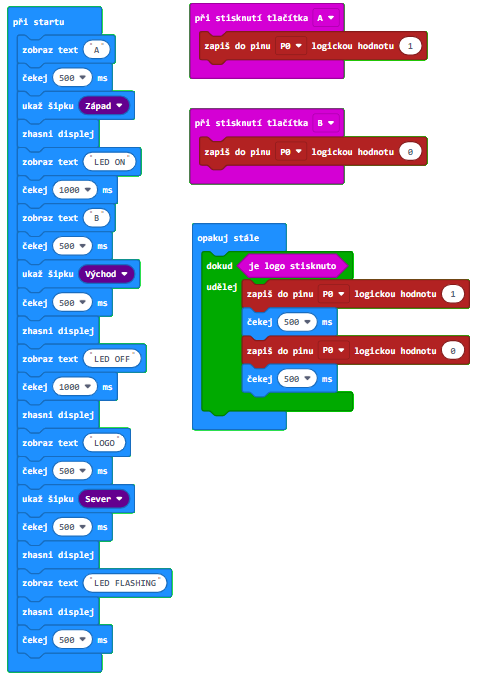 při startu
zobraz text "A"
čekej 500 ms
ukaž šipku Západ
zhasni displej
zobraz text "LED ON"
čekej 1000 ms
zobraz text "B"
čekej 500 ms
ukaž šipku Východ
čekej 500 ms
zhasni displej
zobraz text "LED OFF"
čekej 1000 ms
zhasni displej
zobraz text "LOGO"
čekej 500 ms
ukaž šipku Sever
čekej 500 ms
zhasni displej
zobraz text "LED FLASHING"
zhasni displej
čekej 500 ms
při stisknutí tlačítka A
zapiš do pinu P0 logickou hodnotu 1
při stisknutí tlačítka B
zapiš do pinu P0 logickou hodnotu 0
opakuj stále
dokud je logo stisknuto
udělej zapiš do pinu P0 logickou hodnotu 1
čekej 500 ms
zapiš do pinu P0 logickou hodnotu 0
čekej 500 ms